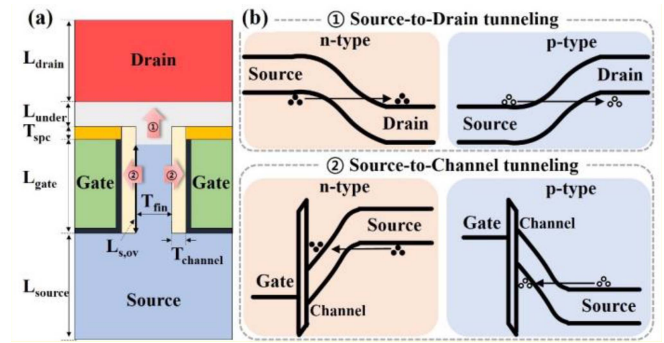 (a)
L_drain
Drain
L_under
T_spc
①
L_gate
Gate
②
②
Gate
T_fin
L_s,ov
T_channel
L_source
Source
(b)
① Source-to-Drain tunneling
n-type
Source
Drain
p-type
Drain
Source
② Source-to-Channel tunneling
n-type
Source
Gate
Channel
p-type
Gate
Channel
Source